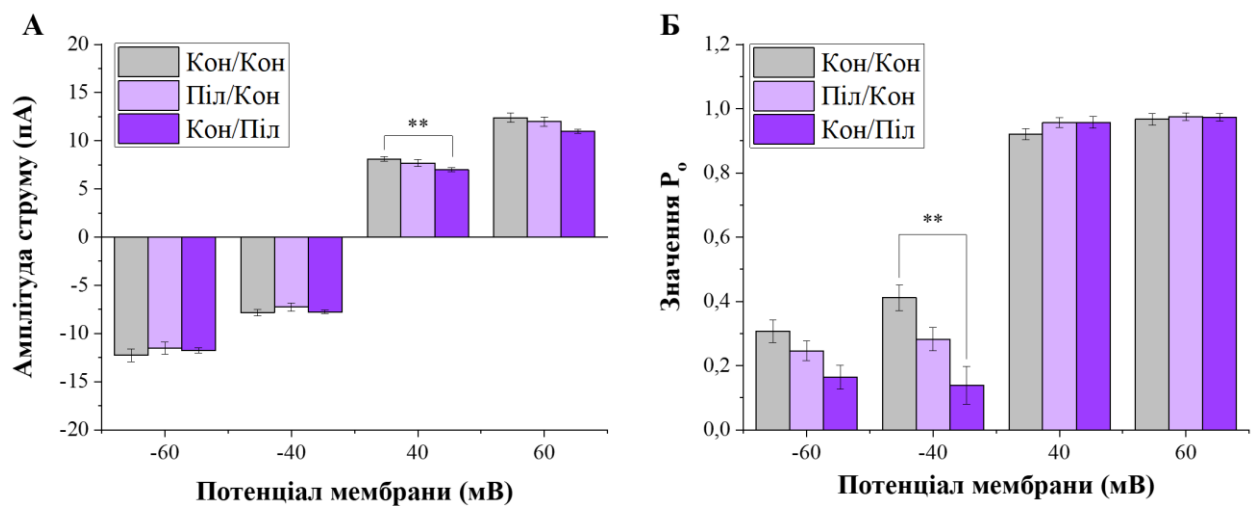 А
Амплітуда струму (пА)
20
15
10
5
0
-5
-10
-15
-20
Кон/Кон
Піл/Кон
Кон/Піл
**
-60
-40
40
60
Потенціал мембрани (мВ)
Б
Значення Pₒ
1,2
1,0
0,8
0,6
0,4
0,2
0,0
Кон/Кон
Піл/Кон
Кон/Піл
**
-60
-40
40
60
Потенціал мембрани (мВ)